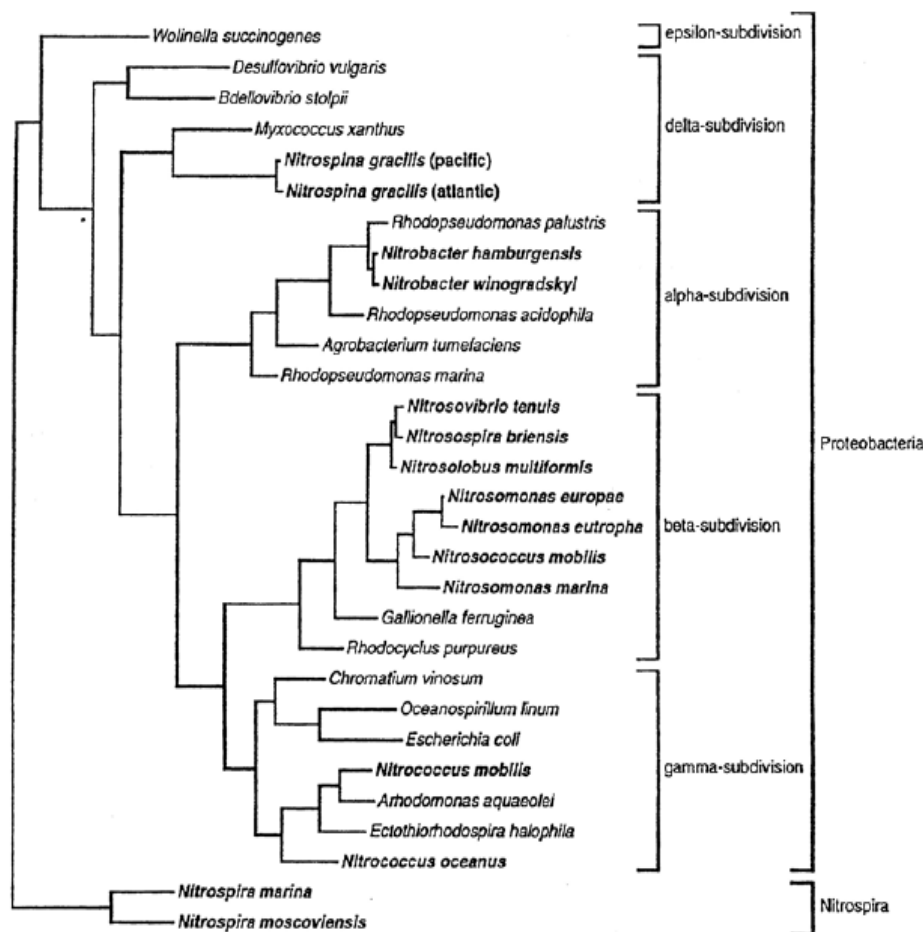 Wolinella succinogenes
epsilon-subdivision
Desulfovibrio vulgaris
Bdellovibrio stolpii
Myxococcus xanthus
delta-subdivision
Nitrospina gracilis (pacific)
Nitrospina gracilis (atlantic)
Rhodopseudomonas palustris
Nitrobacter hamburgensis
Nitrobacter winogradskyi
alpha-subdivision
Rhodopseudomonas acidophila
Agrobacterium tumefaciens
Rhodopseudomonas marina
Nitrosovibrio tenuis
Nitrosospira briensis
Proteobacteria
Nitrosolobus multiformis
Nitrosomonas europae
Nitrosomonas eutropha
beta-subdivision
Nitrosococcus mobilis
Nitrosomonas marina
Gallionella ferruginea
Rhodocyclus purpureus
Chromatium vinosum
Oceanospirillum linum
Escherichia coli
Nitrococcus mobilis
gamma-subdivision
Arhodomonas aquaeolei
Ectothiorhodospira halophila
Nitrococcus oceanus
Nitrospira marina
Nitrospira
Nitrospira moscoviensis